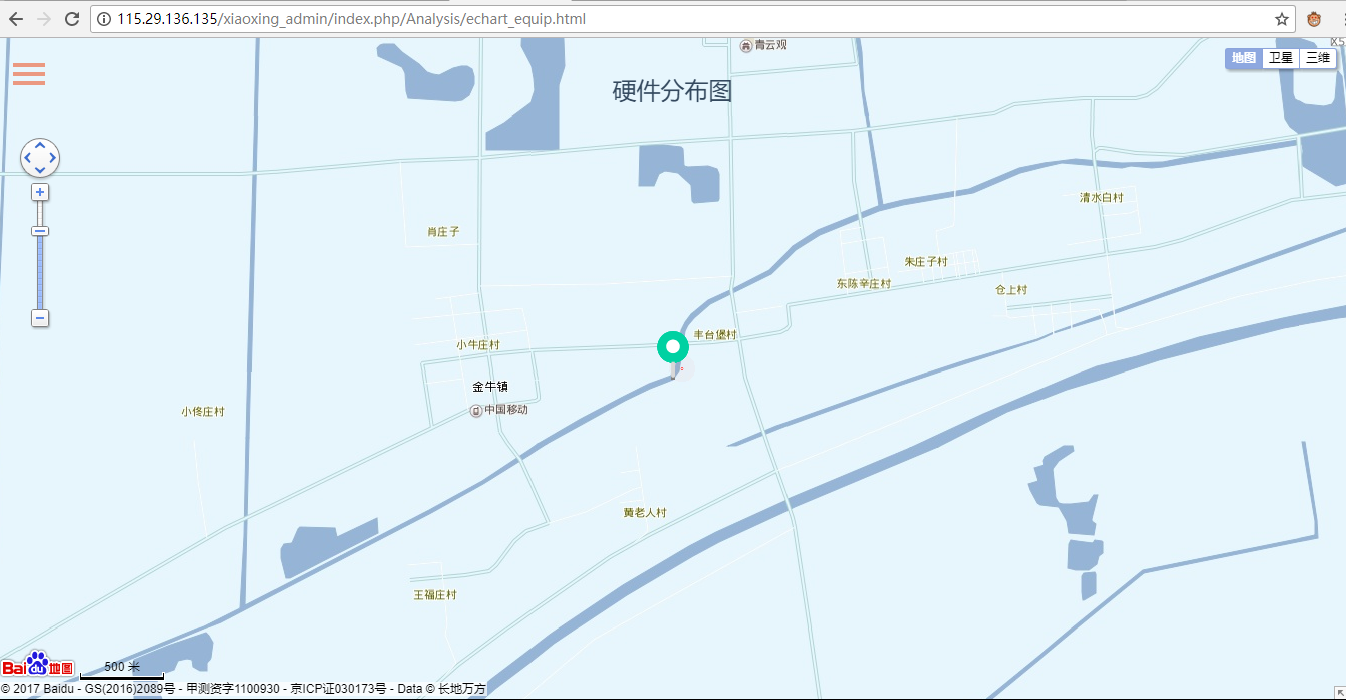 115.29.136.135/xiaoxing_admin/index.php/Analysis/echart_equip.html
青云观
地图 卫星 三维
硬件分布图
清水白村
肖庄子
朱庄子村
东陈辛庄村
仓上村
丰台堡村
小牛庄村
金牛镇
中国移动
小佟庄村
黄老人村
王福庄村
Bai du 地图
500 米
© 2017 Baidu - GS(2016)2089号 - 甲测资字1100930 - 京ICP证030173号 - Data © 长地万方